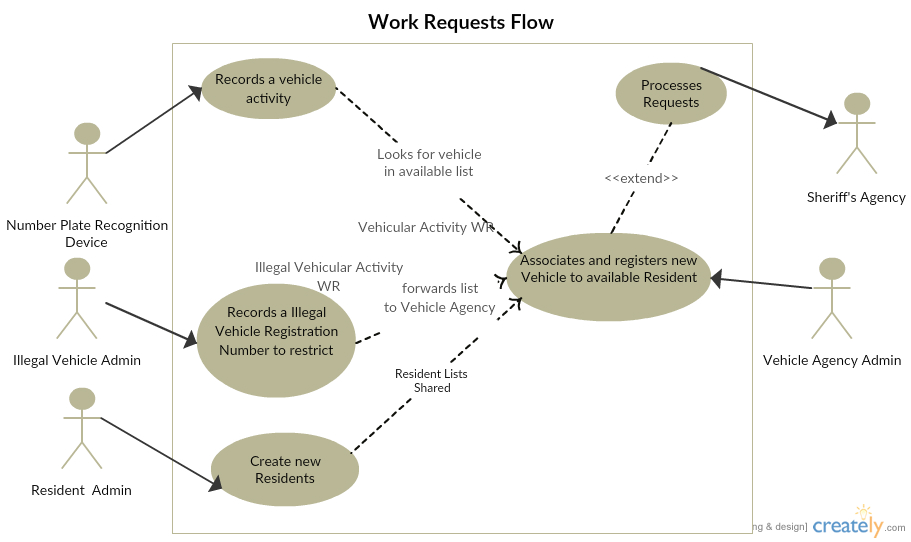 Work Requests Flow
Records a vehicle
activity
Processes
Requests
Looks for vehicle
in available list
<<extend>>
Sheriff's Agency
Number Plate Recognition
Device
Vehicular Activity WR
Illegal Vehicular Activity
WR
forwards list
to Vehicle Agency
Associates and registers new
Vehicle to available Resident
Records a Illegal
Vehicle Registration
Number to restrict
Illegal Vehicle Admin
Vehicle Agency Admin
Resident Lists
Shared
Create new
Residents
Resident Admin
ng & design]
creately.com